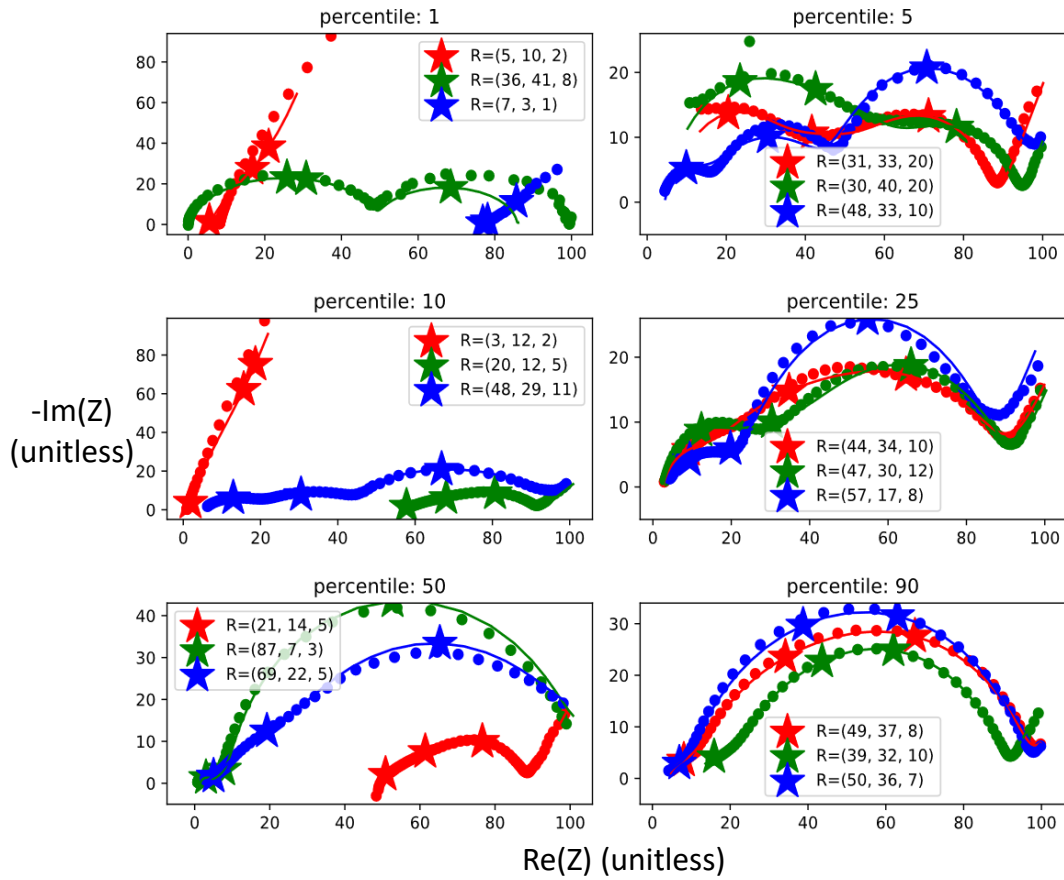 percentile: 1
percentile: 5
80
60
40
20
0
0 20 40 60 80 100
R=(5, 10, 2)
R=(36, 41, 8)
R=(7, 3, 1)
20
10
0
0 20 40 60 80 100
R=(31, 33, 20)
R=(30, 40, 20)
R=(48, 33, 10)
percentile: 10
percentile: 25
80
60
40
20
0
0 20 40 60 80 100
R=(3, 12, 2)
R=(20, 12, 5)
R=(48, 29, 11)
20
10
0
0 20 40 60 80 100
R=(44, 34, 10)
R=(47, 30, 12)
R=(57, 17, 8)
-Im(Z)
(unitless)
percentile: 50
percentile: 90
40
30
20
10
0
0 20 40 60 80 100
R=(21, 14, 5)
R=(87, 7, 3)
R=(69, 22, 5)
30
20
10
0
0 20 40 60 80 100
R=(49, 37, 8)
R=(39, 32, 10)
R=(50, 36, 7)
Re(Z) (unitless)